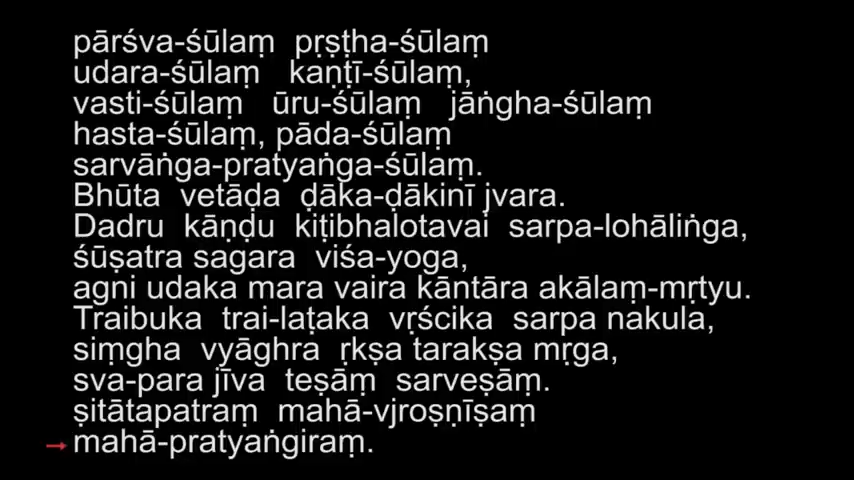 pārśva-śūlaṃ pṛṣṭha-śūlaṃ
udara-śūlaṃ kaṇṭī-śūlaṃ,
vasti-śūlaṃ ūru-śūlaṃ jāṅgha-śūlaṃ
hasta-śūlaṃ, pāda-śūlaṃ
sarvāṅga-pratyaṅga-śūlaṃ.
Bhūta vetāḍa ḍāka-ḍākinī jvara.
Dadru kāṇḍu kiṭibhalotavai sarpa-lohāliṅga,
śūṣatra sagara viśa-yoga,
agni udaka mara vaira kāntāra akālaṃ-mṛtyu.
Traibuka trai-laṭaka vṛścika sarpa nakula,
siṃgha vyāghra ṛkṣa tarakṣa mṛga,
sva-para jīva teṣāṃ sarveṣāṃ.
ṣitātapatraṃ mahā-vjroṣṇīṣaṃ
mahā-pratyaṅgiraṃ.